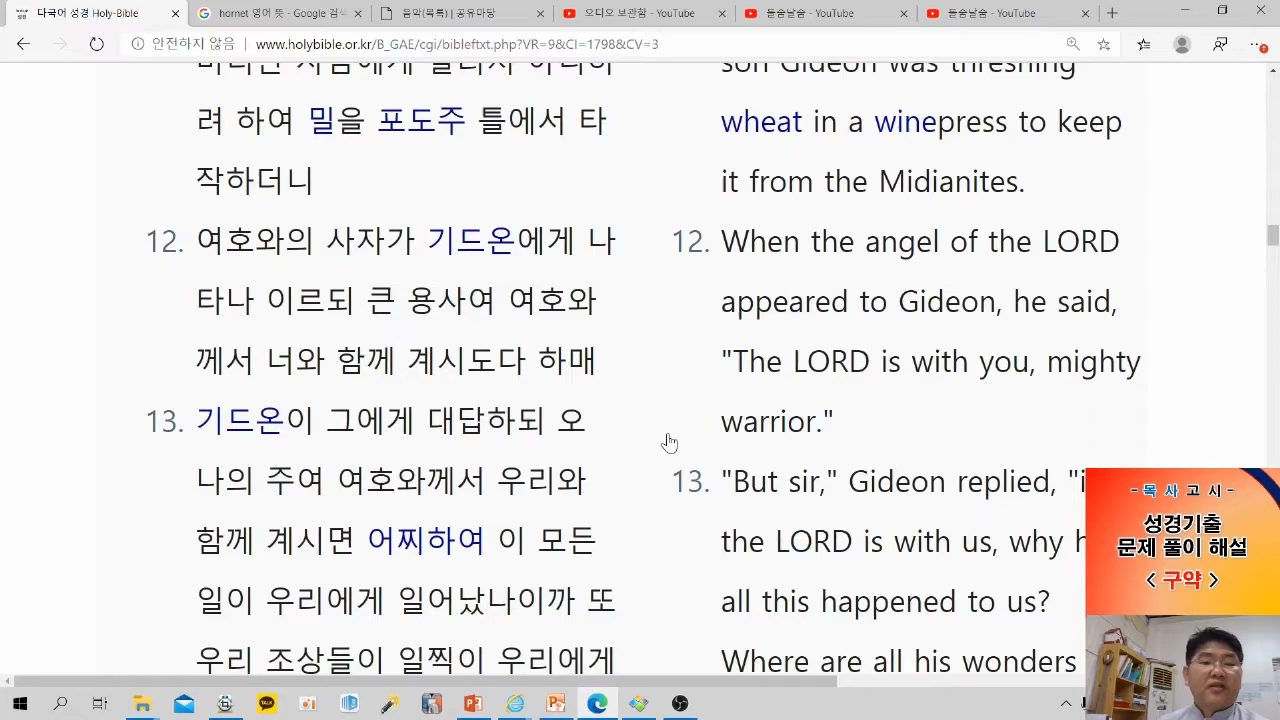 다국어 성경 Holy-Bible
hornet 영어 뜻 - Google 검색
음악(목록) | 공유마당
오디오 보관함 - YouTube
YouTube
YouTube
안전하지 않음
www.holybible.or.kr/B_GAE/cgi/bibleftxt.php?VR=9&CI=1798&CV=3
려 하여 밀을 포도주 틀에서 타
작하더니
12. 여호와의 사자가 기드온에게 나
타나 이르되 큰 용사여 여호와
께서 너와 함께 계시도다 하매
13. 기드온이 그에게 대답하되 오
나의 주여 여호와께서 우리와
함께 계시면 어찌하여 이 모든
일이 우리에게 일어났나이까 또
우리 조상들이 일찍이 우리에게
son Gideon was threshing
wheat in a winepress to keep
it from the Midianites.
12. When the angel of the LORD
appeared to Gideon, he said,
"The LORD is with you, mighty
warrior."
13. "But sir," Gideon replied, "i
the LORD is with us, why h
all this happened to us?
Where are all his wonders
- 목 사 고 시 -
성경기출
문제 풀이 해설
< 구약 >
TALK